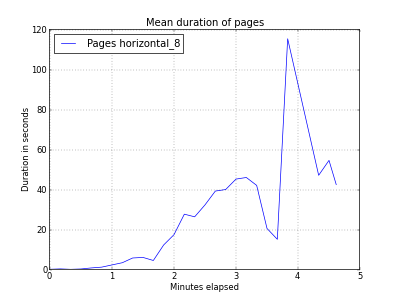 Mean duration of pages
Pages horizontal_8
Duration in seconds
120
100
80
60
40
20
0
0 1 2 3 4 5
Minutes elapsed